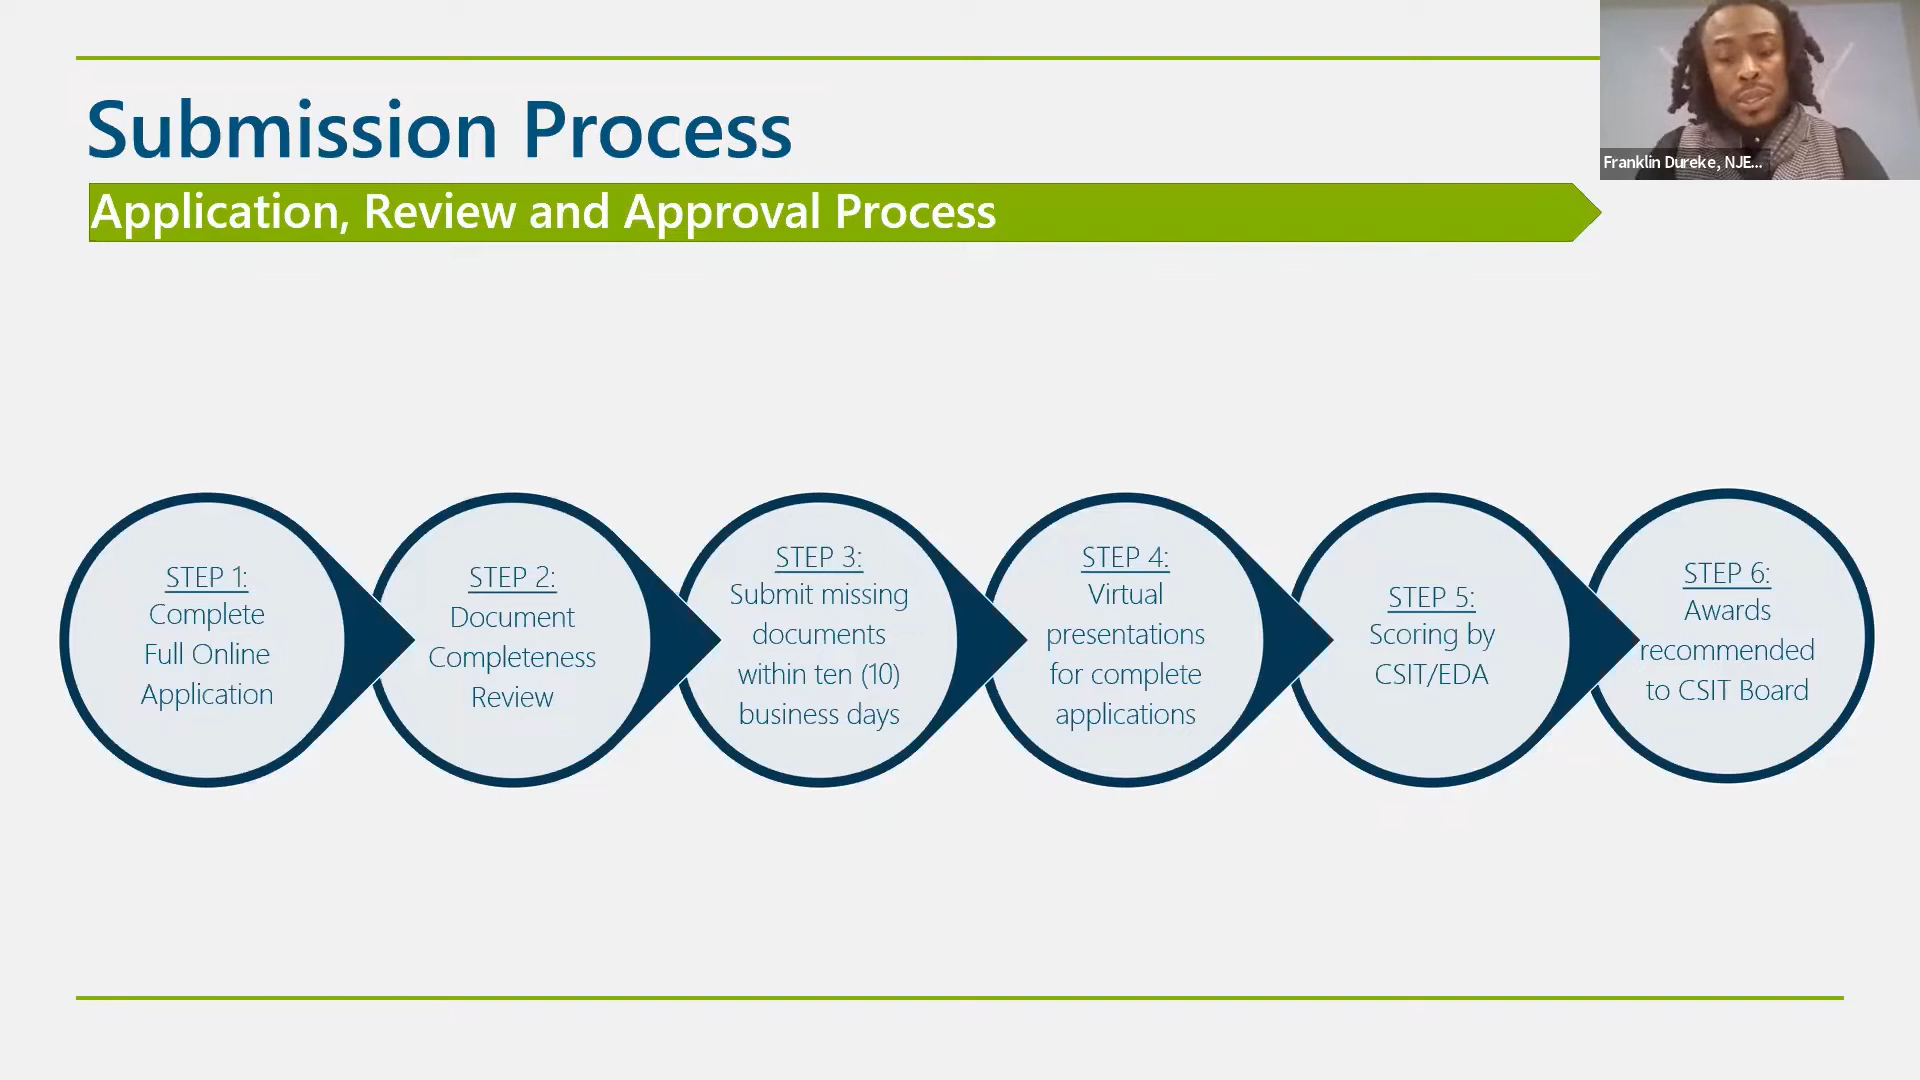 Submission Process
Application, Review and Approval Process
Franklin Dureke, NJE...
STEP 1:
Complete
Full Online
Application
STEP 2:
Document
Completeness
Review
STEP 3:
Submit missing
documents
within ten (10)
business days
STEP 4:
Virtual
presentations
for complete
applications
STEP 5:
Scoring by
CSIT/EDA
STEP 6:
Awards
recommended
to CSIT Board